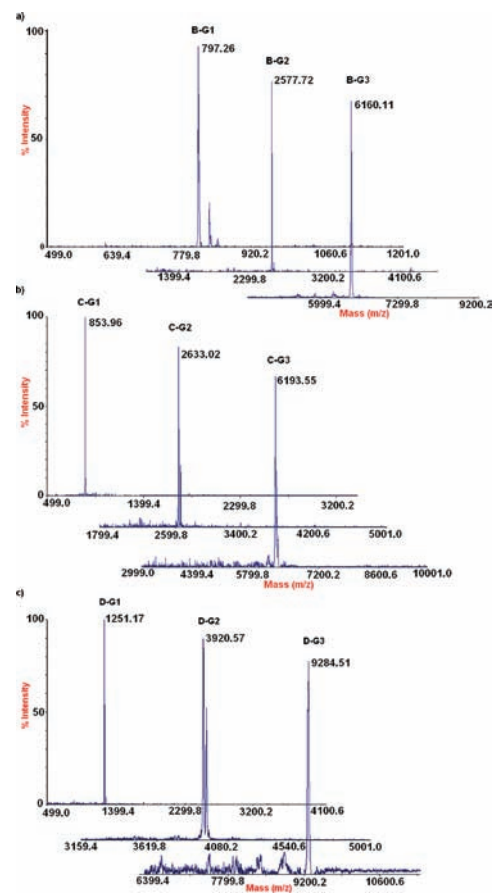 a)
B-G1
100
797.26
B-G2
2577.72
B-G3
6160.11
% Intensity
50
0
499.0 639.4 779.8 920.2 1060.6 1201.0
1399.4 2299.8 3200.2 4100.6
5999.4 7299.8 9200.2
Mass (m/z)
b)
C-G1
100
853.96
C-G2
2633.02
C-G3
6193.55
% Intensity
50
0
499.0 1399.4 2299.8 3200.2
1799.4 2599.8 3400.2 4200.6 5001.0
2999.0 4399.4 5799.8 7200.2 8600.6 10001.0
Mass (m/z)
c)
D-G1
100
1251.17
D-G2
3920.57
D-G3
9284.51
% Intensity
50
0
1399.4 2299.8 3200.2 4100.6
3159.4 3619.8 4080.2 4540.6 5001.0
6399.4 7799.8 9200.2 10600.6
Mass (m/z)